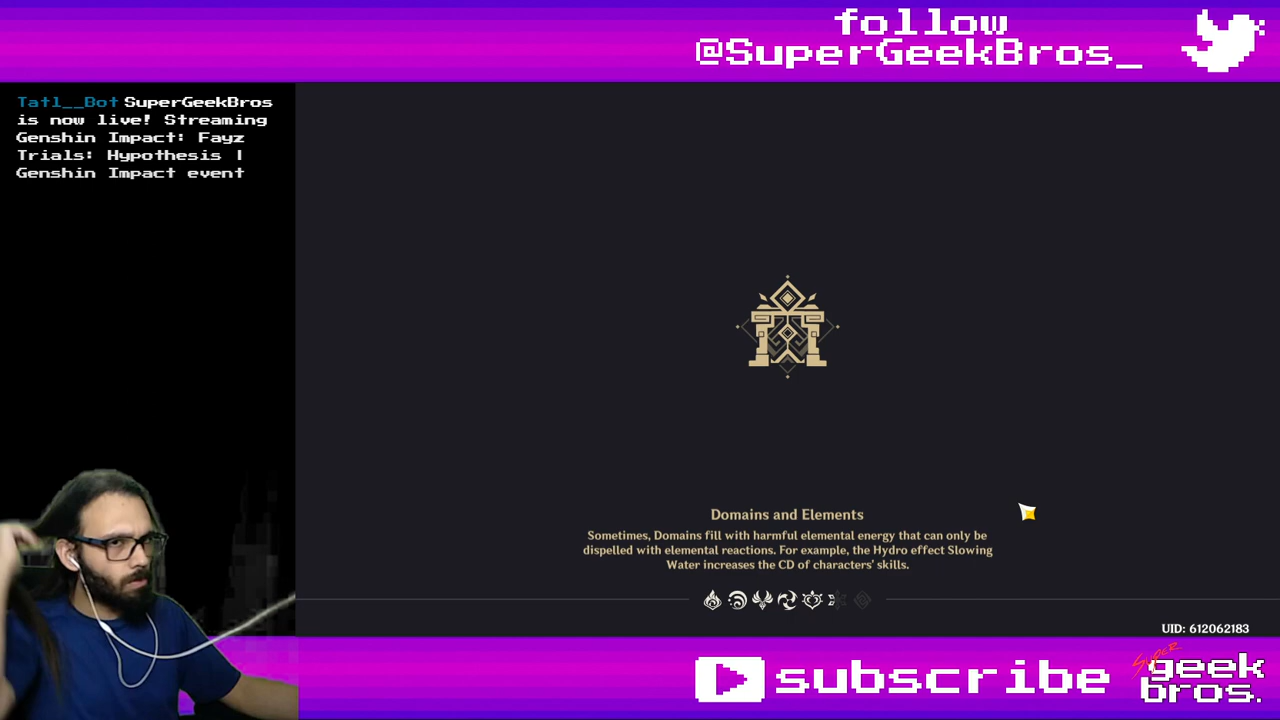 follow
@SuperGeekBros_
Tatl__Bot SuperGeekBros
is now live! Streaming
Genshin Impact: Fayz
Trials: Hypothesis |
Genshin Impact event
Domains and Elements
Sometimes, Domains fill with harmful elemental energy that can only be
dispelled with elemental reactions. For example, the Hydro effect Slowing
Water increases the CD of characters' skills.
UID: 612062183
subscribe
super
geek
bros.